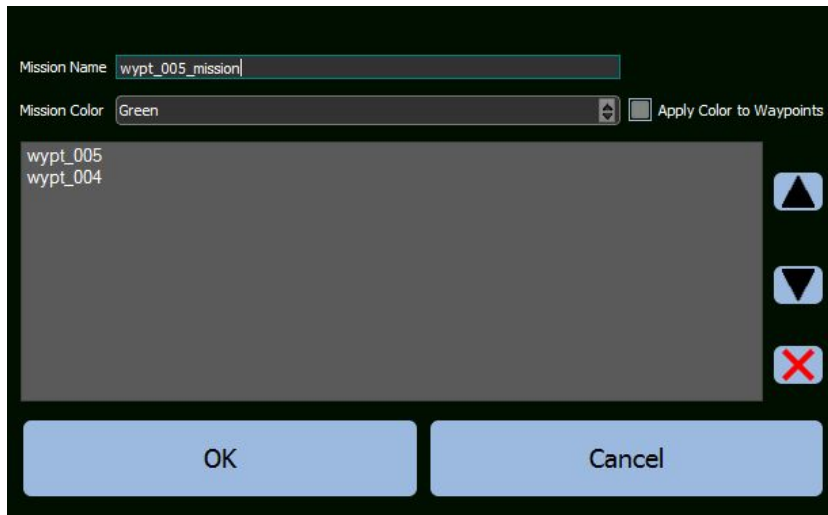 Mission Name wypt_005_mission
Mission Color Green Apply Color to Waypoints
wypt_005
wypt_004
OK Cancel